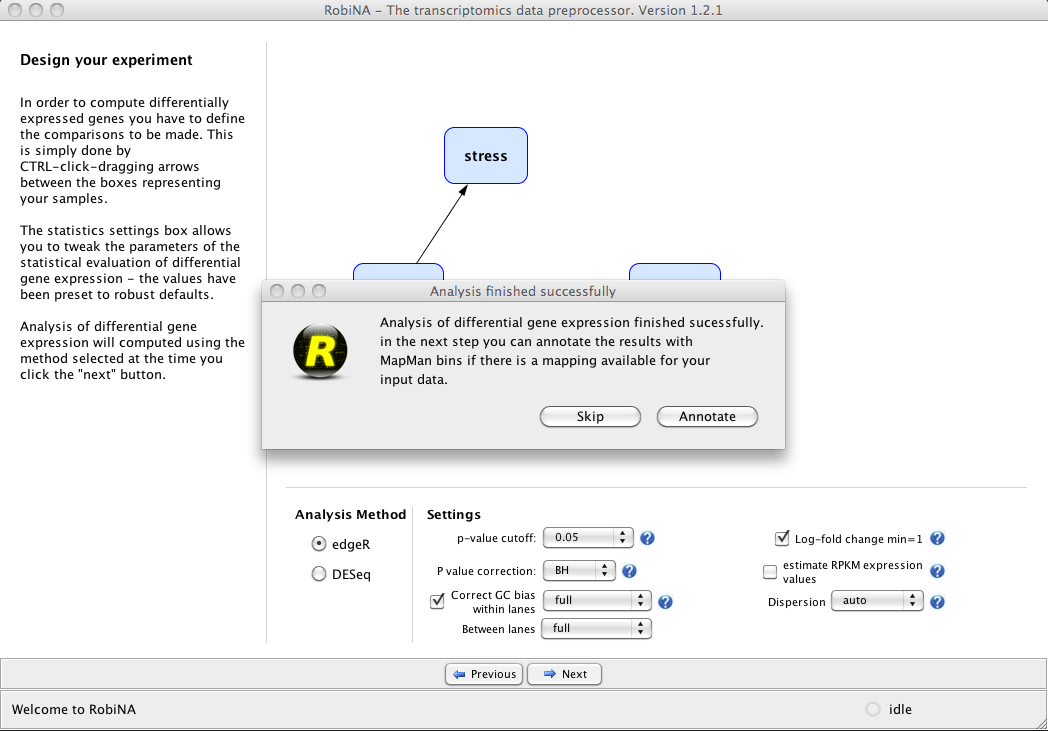 RobiNA – The transcriptomics data preprocessor. Version 1.2.1
Design your experiment
In order to compute differentially
expressed genes you have to define
the comparisons to be made. This
is simply done by
CTRL-click-dragging arrows
between the boxes representing
your samples.
The statistics settings box allows
you to tweak the parameters of the
statistical evaluation of differential
gene expression – the values have
been preset to robust defaults.
Analysis of differential gene
expression will computed using the
method selected at the time you
click the "next" button.
stress
Analysis finished successfully
R
Analysis of differential gene expression finished sucessfully.
in the next step you can annotate the results with
MapMan bins if there is a mapping available for your
input data.
Skip
Annotate
Analysis Method
edgeR
DESeq
Settings
p-value cutoff:
0.05
?
P value correction:
BH
?
Correct GC bias
within lanes
full
?
Between lanes
full
Log-fold change min=1
?
estimate RPKM expression
values
?
Dispersion
auto
?
Previous
Next
Welcome to RobiNA
idle